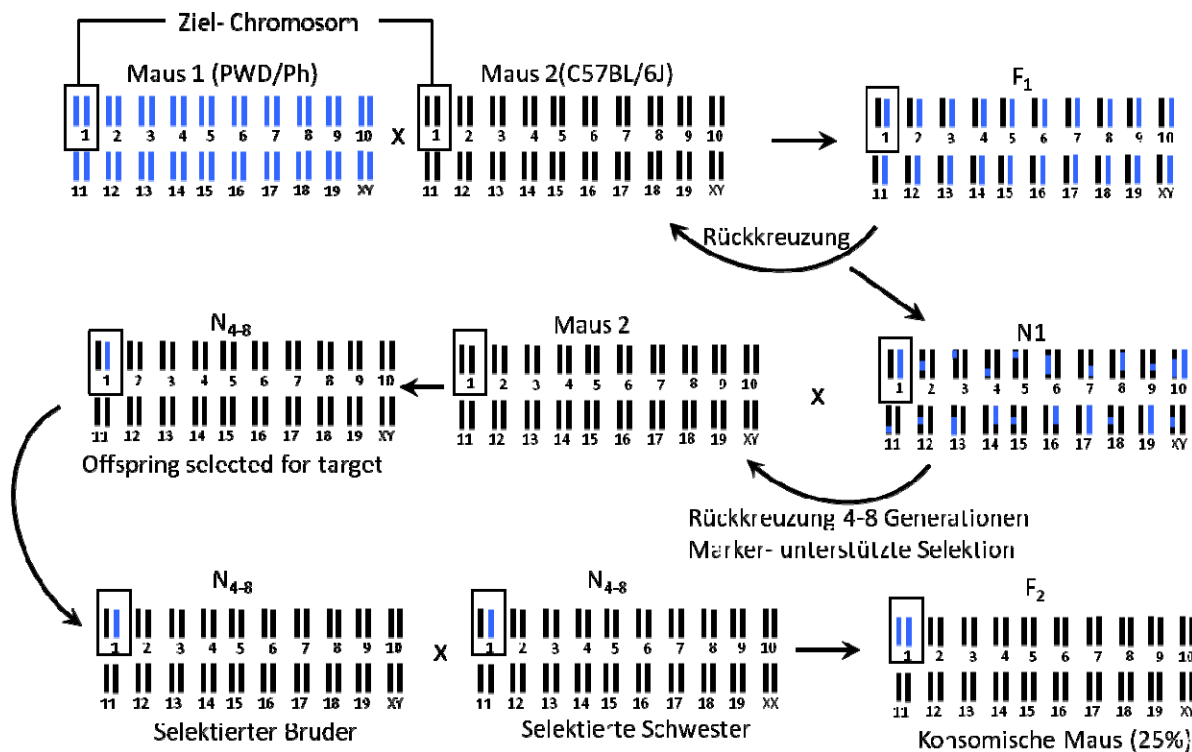 Ziel- Chromosom
Maus 1 (PWD/Ph)
Maus 2(C57BL/6J)
F1
1 2 3 4 5 6 7 8 9 10
X
1 2 3 4 5 6 7 8 9 10
1 2 3 4 5 6 7 8 9 10
11 12 13 14 15 16 17 18 19 XY
11 12 13 14 15 16 17 18 19 XY
11 12 13 14 15 16 17 18 19 XY
Rückkreuzung
N4-8
Maus 2
N1
1 2 3 4 5 6 7 8 9 10
1 2 3 4 5 6 7 8 9 10
X
1 2 3 4 5 6 7 8 9 10
11 12 13 14 15 16 17 18 19 XY
11 12 13 14 15 16 17 18 19 XY
11 12 13 14 15 16 17 18 19 XY
Offspring selected for target
Rückkreuzung 4-8 Generationen
Marker- unterstützte Selektion
N4-8
N4-8
F2
1 2 3 4 5 6 7 8 9 10
X
1 2 3 4 5 6 7 8 9 10
1 2 3 4 5 6 7 8 9 10
11 12 13 14 15 16 17 18 19 XY
11 12 13 14 15 16 17 18 19 XX
11 12 13 14 15 16 17 18 19 XY
Selektierter Bruder
Selektierte Schwester
Konsomische Maus (25%)